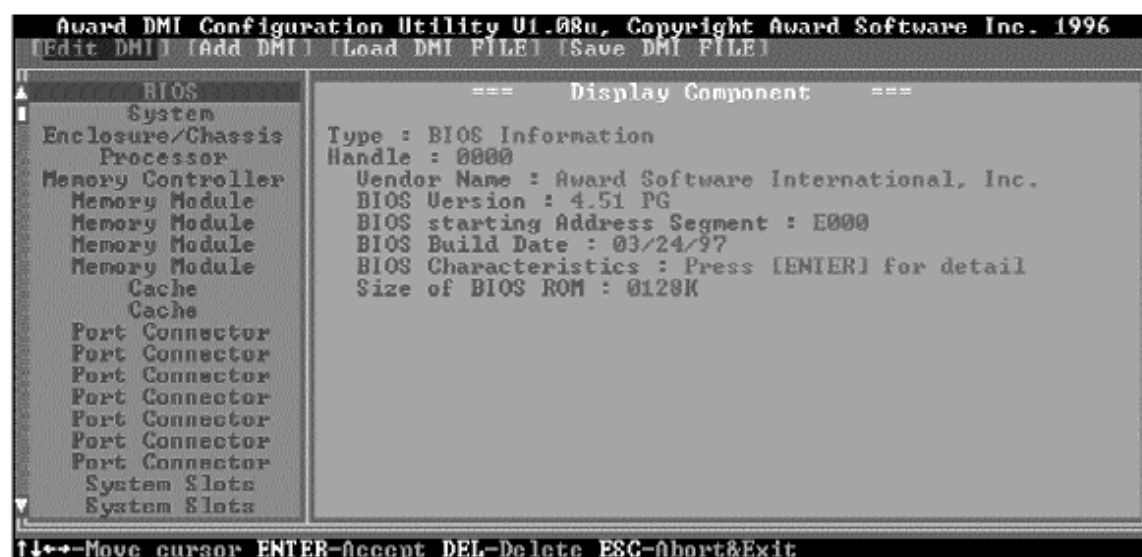 Award DMI Configuration Utility V1.08u, Copyright Award Software Inc. 1996
[Edit DMI] [Add DMI] [Load DMI FILE] [Save DMI FILE]
BIOS
System
Enclosure/Chassis
Processor
Memory Controller
Memory Module
Memory Module
Memory Module
Memory Module
Cache
Cache
Port Connector
Port Connector
Port Connector
Port Connector
Port Connector
Port Connector
Port Connector
System Slots
System Slots
=== Display Component ===
Type : BIOS Information
Handle : 0000
Vendor Name : Award Software International, Inc.
BIOS Version : 4.51 PG
BIOS starting Address Segment : E000
BIOS Build Date : 03/24/97
BIOS Characteristics : Press [ENTER] for detail
Size of BIOS ROM : 0128K
↑↓←→-Move cursor ENTER-Accept DEL-Delete ESC-Abort&Exit